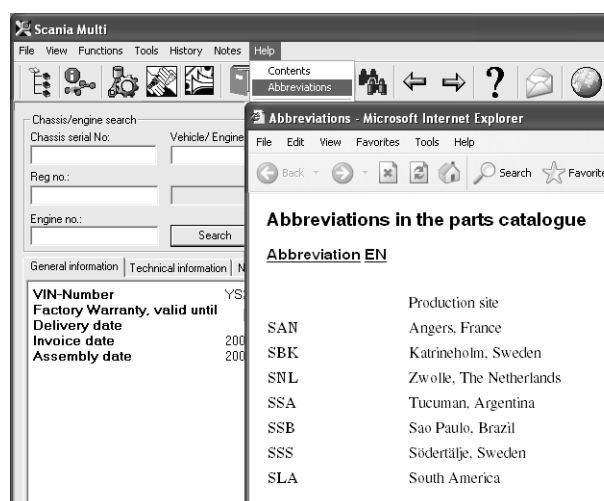 Scania Multi
File View Functions Tools History Notes Help
Contents
Abbreviations
Chassis/engine search
Chassis serial No: Vehicle/ Engine
Reg no.:
Engine no.:
Search
General information Technical information N
VIN-Number YS
Factory Warranty, valid until
Delivery date
Invoice date 200
Assembly date 200
Abbreviations - Microsoft Internet Explorer
File Edit View Favorites Tools Help
Back Search Favorite
Abbreviations in the parts catalogue
Abbreviation EN
Production site
SAN Angers, France
SBK Katrineholm, Sweden
SNL Zwolle, The Netherlands
SSA Tucuman, Argentina
SSB Sao Paulo, Brazil
SSS Södertälje, Sweden
SLA South America